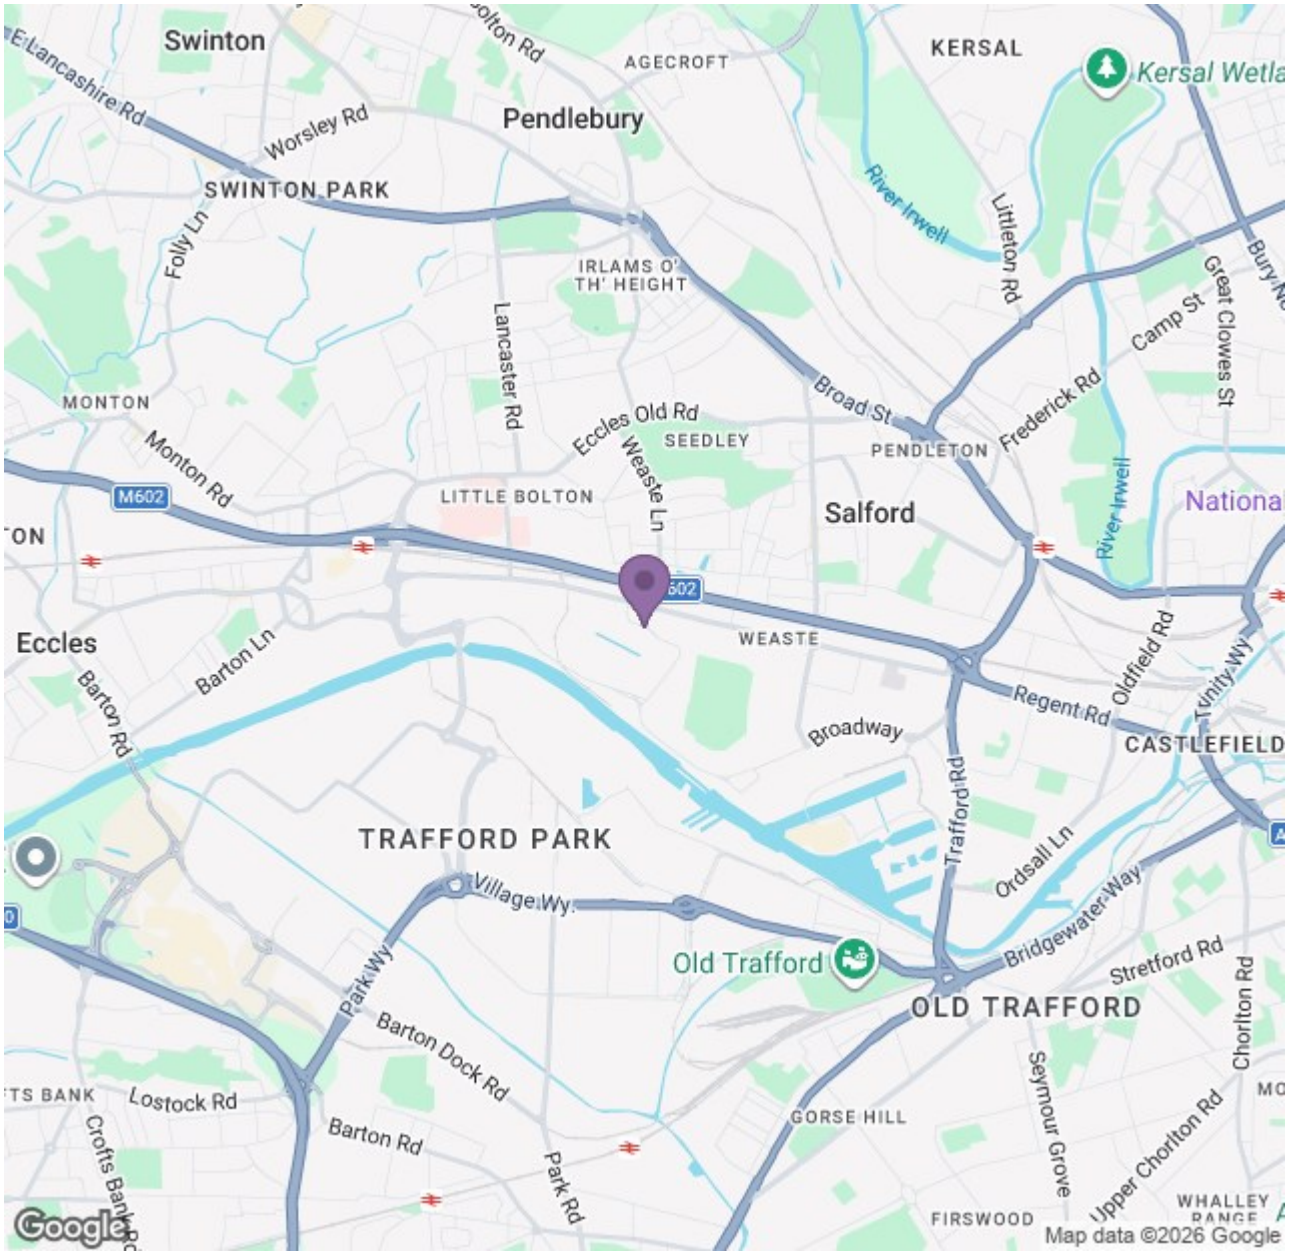 Swinton
Bolton Rd
AGECROFT
KERSAL
Kersal Wetla
E Lancashire Rd
Pendlebury
Worsley Rd
SWINTON PARK
River Irwell
Littleton Rd
Folly Ln
IRLAMS O'
TH' HEIGHT
Great Clowes St
Camp St
Lancaster Rd
MONTON
Broad St
Frederick Rd
Eccles Old Rd
SEEDLEY
PENDLETON
Monton Rd
Weaste Ln
M602
LITTLE BOLTON
Salford
River Irwell
National
TON
602
Eccles
Barton Ln
WEASTE
Oldfield Rd
Trinity Wy
Barton Rd
Regent Rd
Broadway
CASTLEFIELD
Trafford Rd
TRAFFORD PARK
Ordsall Ln
A
Village Wy
0
Bridgewater Way
Old Trafford
Stretford Rd
Park Wy
OLD TRAFFORD
Chorlton Rd
Barton Dock Rd
FTS BANK
Lostock Rd
Seymour Grove
MO
GORSE HILL
Barton Rd
Crofts Bank Rd
Park Rd
Upper Chorlton Rd
WHALLEY
RANGE
FIRSWOOD
Google
Map data ©2026 Google